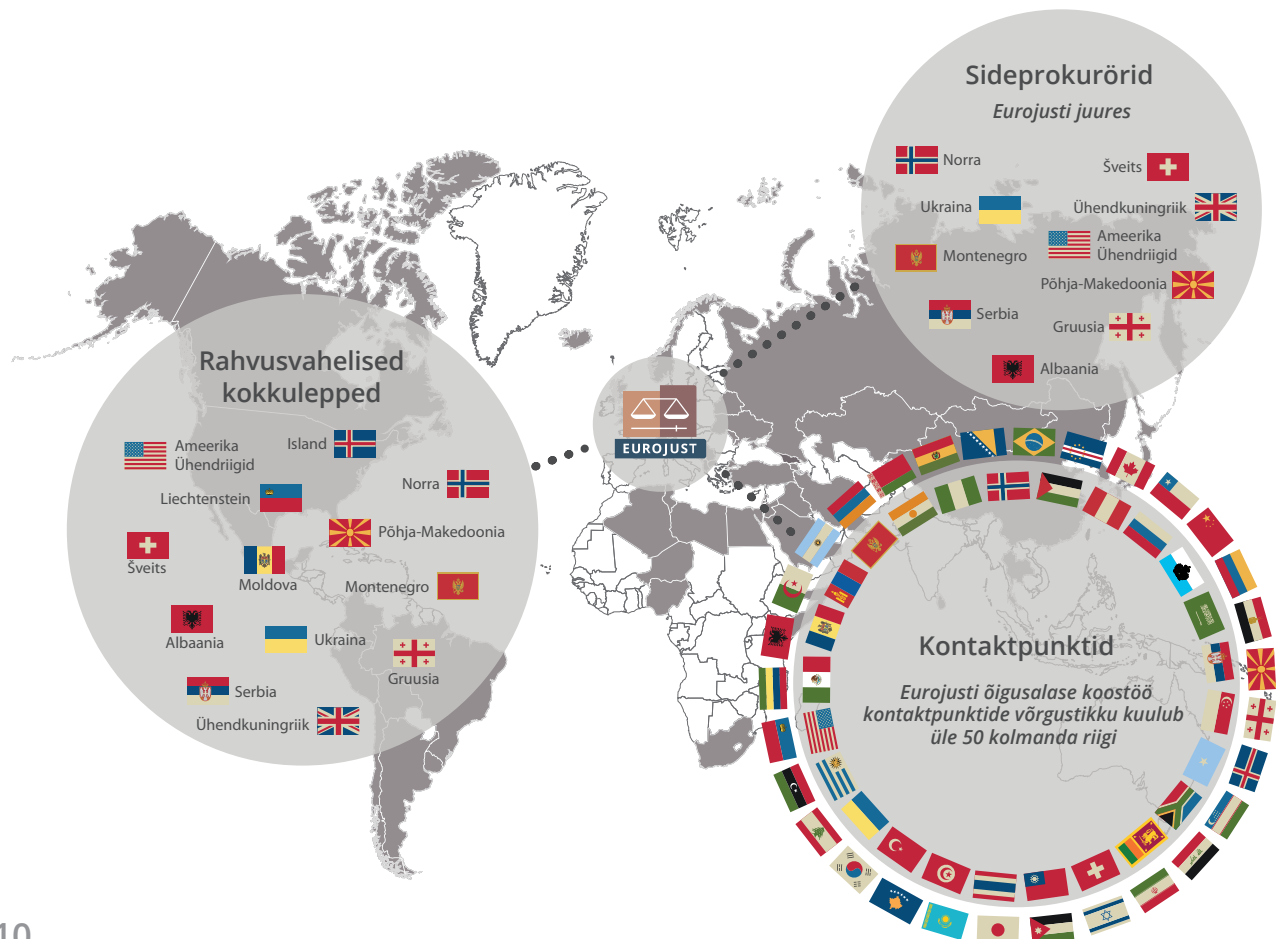 Sideprokurörid
Eurojusti juures
Norra
Šveits
Ukraina
Ühendkuningriik
Montenegro
Ameerika
Ühendriigid
Põhja-Makedoonia
Serbia
Gruusia
Albaania
Rahvusvahelised
kokkulepped
Ameerika
Ühendriigid
Island
Liechtenstein
Norra
Põhja-Makedoonia
Šveits
Moldova
Montenegro
Albaania
Ukraina
Gruusia
Serbia
Ühendkuningriik
EUROJUST
Kontaktpunktid
Eurojusti õigusalase koostöö
kontaktpunktide võrgustikku kuulub
üle 50 kolmanda riigi
10